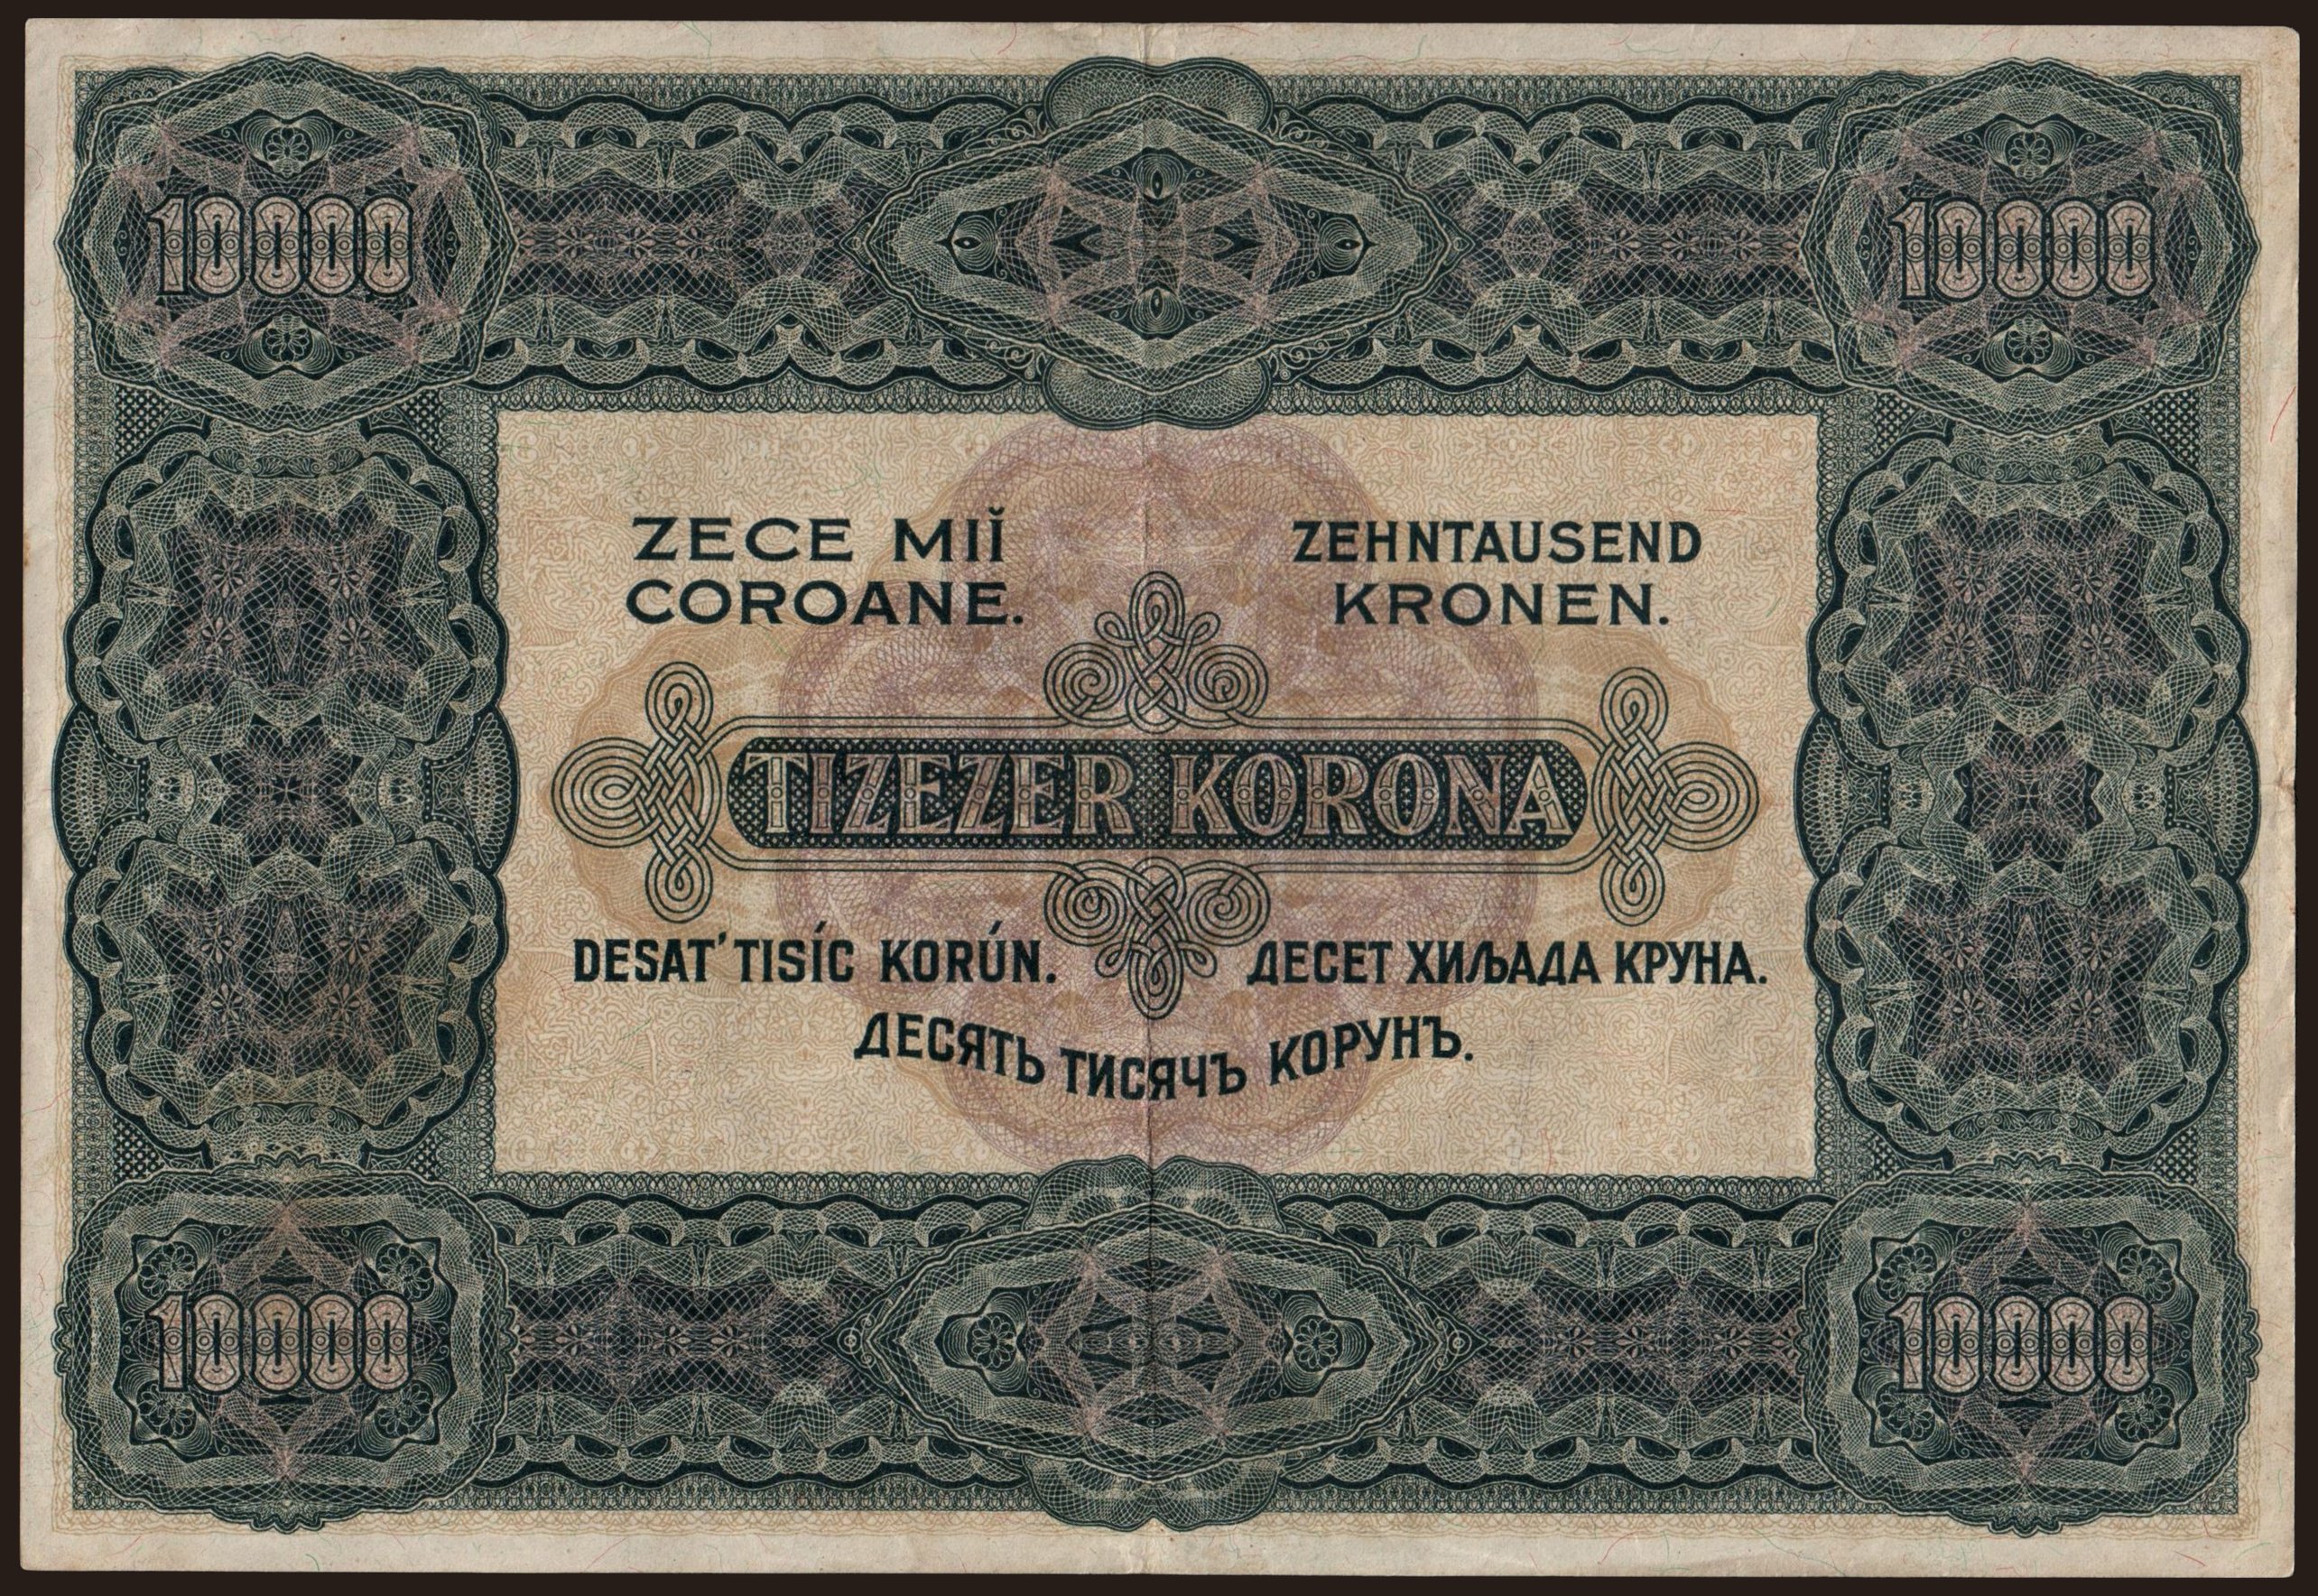 10000
10000
ZECE MIĬ
COROANE.
ZEHNTAUSEND
KRONEN.
TIZEZER KORONA
DESAT' TISÍC KORÚN.
ДЕСЕТ ХИЉАДА КРУНА.
ДЕСЯТЬ ТИСЯЧЪ КОРУНЪ.
10000
10000